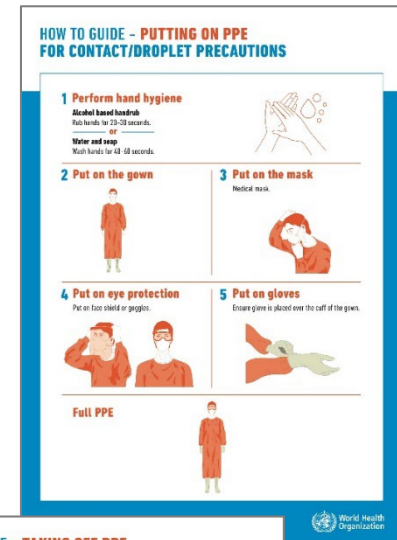 HOW TO GUIDE - PUTTING ON PPE
FOR CONTACT/DROPLET PRECAUTIONS
1 Perform hand hygiene
Alcohol based handrub
Rub hands for 20-30 seconds.
or
Water and soap
Wash hands for 40-60 seconds.
2 Put on the gown
3 Put on the mask
Medical mask.
4 Put on eye protection
Put on face shield or goggles.
5 Put on gloves
Ensure glove is placed over the cuff of the gown.
Full PPE
World Health
Organization
TAKING OFF PPE